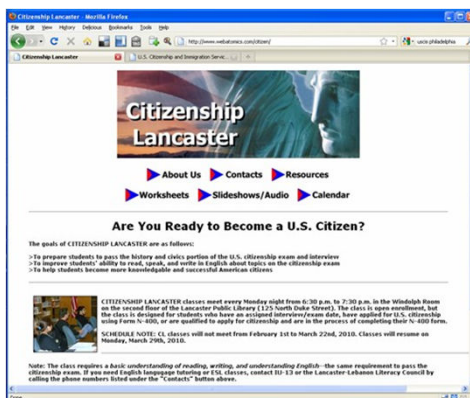 Citizenship Lancaster - Mozilla Firefox
File Edit View History Delicious Bookmarks Tools Help
http://www.webatomics.com/citizen/
uscis philadelphia
Citizenship Lancaster
U.S. Citizenship and Immigration Servic...
Citizenship
Lancaster
About Us Contacts Resources
Worksheets Slideshows/Audio Calendar
Are You Ready to Become a U.S. Citizen?
The goals of CITIZENSHIP LANCASTER are as follows:
>To prepare students to pass the history and civics portion of the U.S. citizenship exam and interview
>To improve students' ability to read, speak, and write in English about topics on the citizenship exam
>To help students become more knowledgable and successful American citizens
CITIZENSHIP LANCASTER classes meet every Monday night from 6:30 p.m. to 7:30 p.m. in the Windolph Room
on the second floor of the Lancaster Public Library (125 North Duke Street). The class is open enrollment, but
the class is designed for students who have an assigned interview/exam date, have applied for U.S. citizenship
using Form N-400, or are qualified to apply for citizenship and are in the process of completing their N-400 form.
SCHEDULE NOTE: CL classes will not meet from February 1st to March 22nd, 2010. Classes will resume on
Monday, March 29th, 2010.
Note: The class requires a basic understanding of reading, writing, and understanding English--the same requirement to pass the
citizenship exam. If you need English langugage tutoring or ESL classes, contact IU-13 or the Lancaster-Lebanon Literacy Council by
calling the phone numbers listed under the "Contacts" button above.
Done